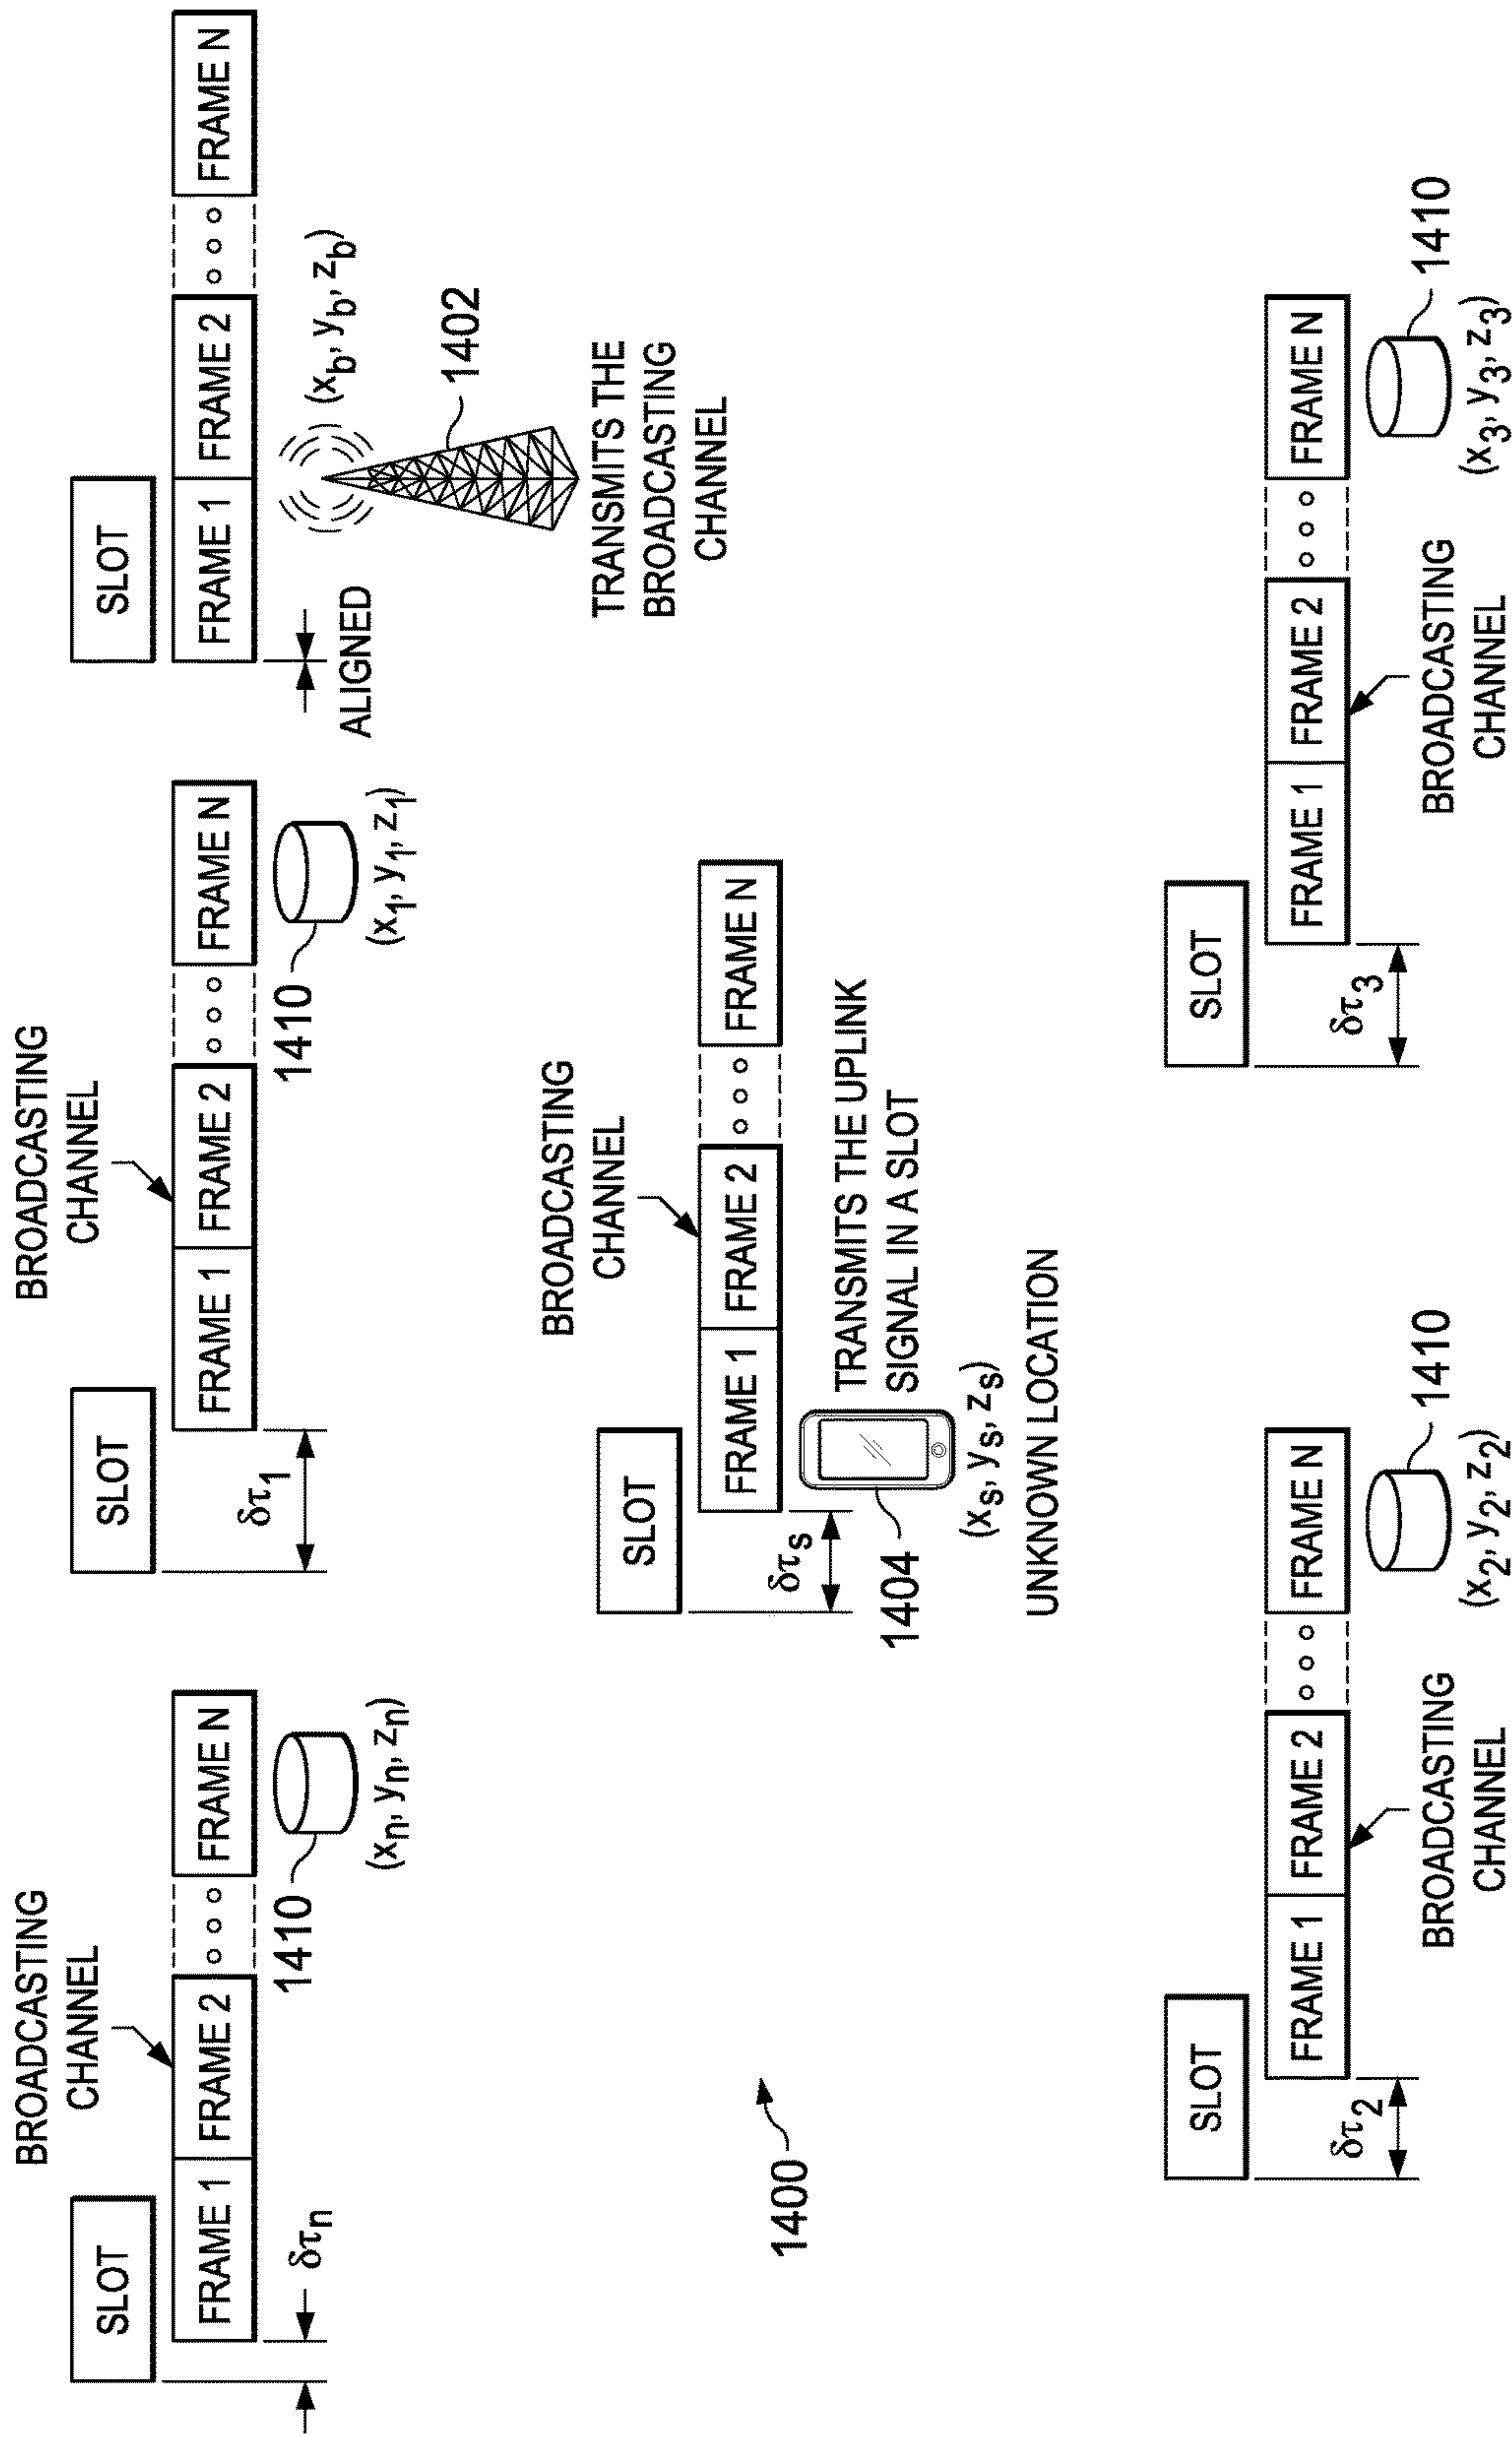 BROADCASTING
CHANNEL
SLOT
FRAME 1
FRAME 2
FRAME N
δτn
1410
(xn, yn, zn)
BROADCASTING
CHANNEL
SLOT
FRAME 1
FRAME 2
FRAME N
δτ1
1410
(x1, y1, z1)
SLOT
FRAME 1
FRAME 2
FRAME N
ALIGNED
(xb, yb, zb)
1402
TRANSMITS THE
BROADCASTING
CHANNEL
BROADCASTING
CHANNEL
SLOT
FRAME 1
FRAME 2
FRAME N
δτs
1404
TRANSMITS THE UPLINK
SIGNAL IN A SLOT
(xs, ys, zs)
UNKNOWN LOCATION
1400
SLOT
FRAME 1
FRAME 2
FRAME N
δτ2
BROADCASTING
CHANNEL
1410
(x2, y2, z2)
SLOT
FRAME 1
FRAME 2
FRAME N
δτ3
BROADCASTING
CHANNEL
1410
(x3, y3, z3)